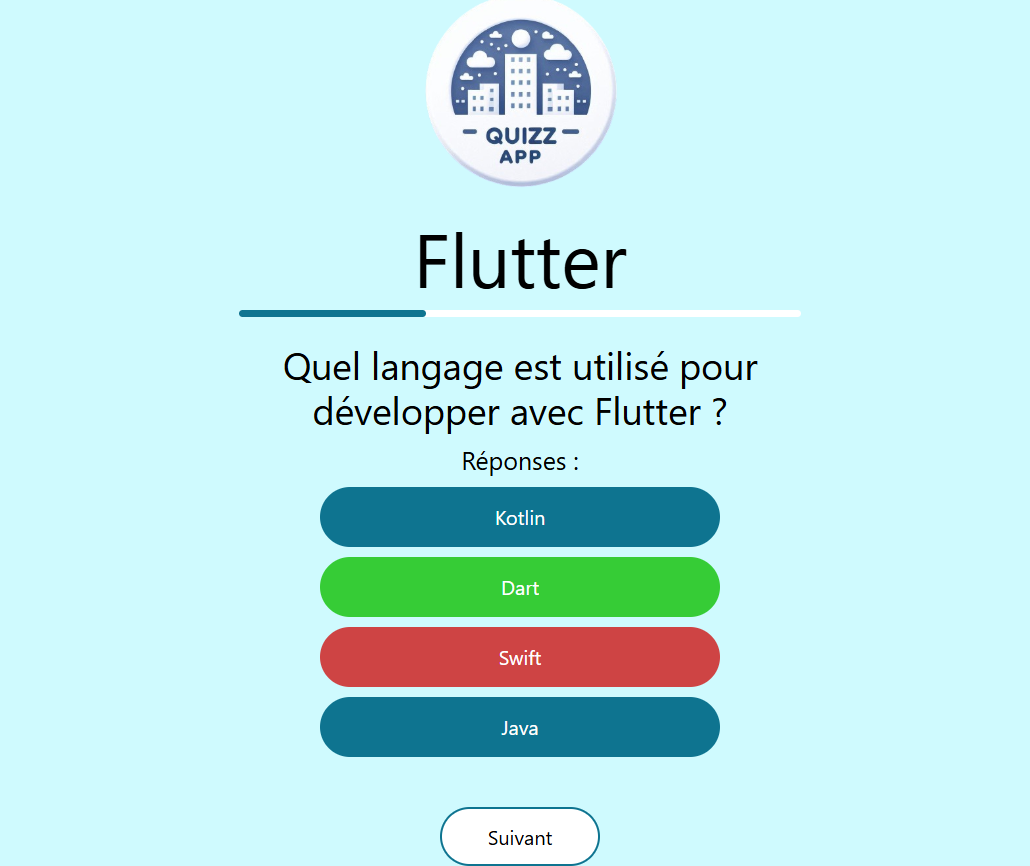 QUIZZ
APP
Flutter
Quel langage est utilisé pour
développer avec Flutter ?
Réponses :
Kotlin
Dart
Swift
Java
Suivant